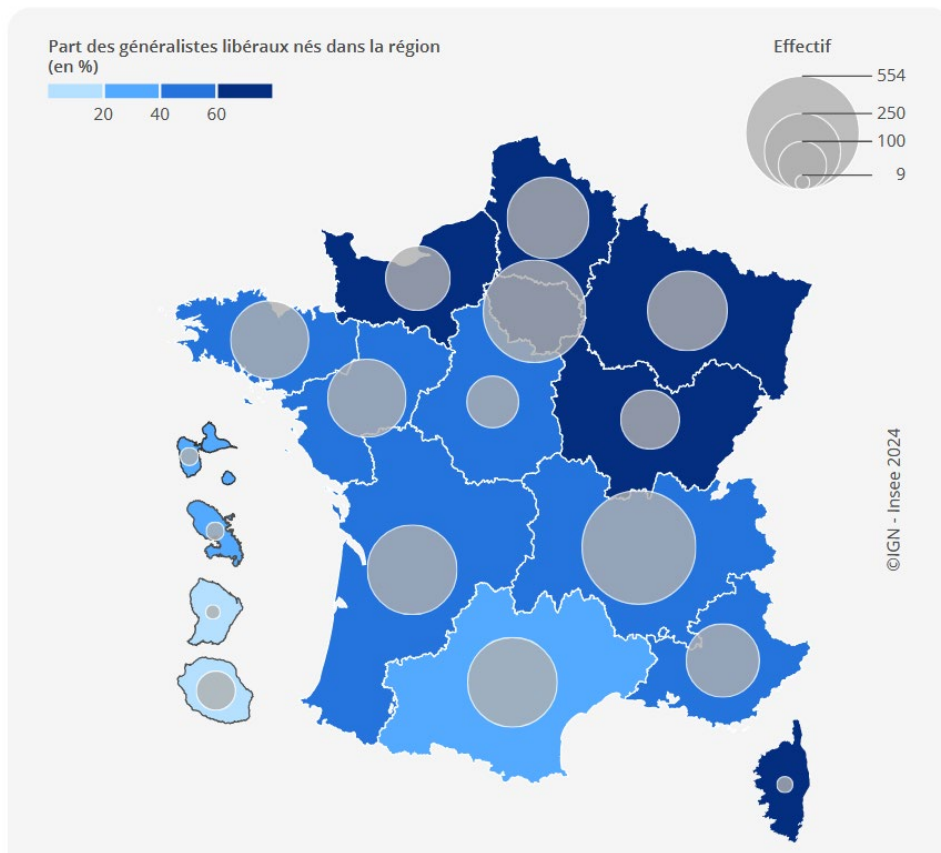 Part des généralistes libéraux nés dans la région
(en %)
20 40 60
Effectif
554
250
100
9
©IGN - Insee 2024